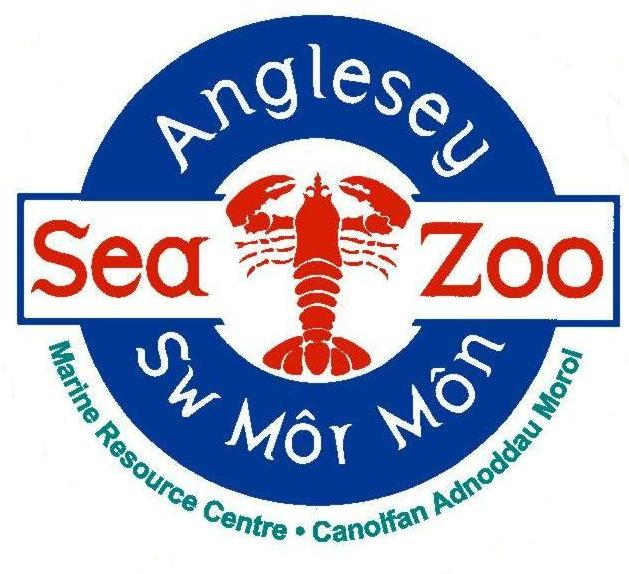 Anglesey
Sea Zoo
Sw Môr Môn
Marine Resource Centre • Canolfan Adnoddau Morol